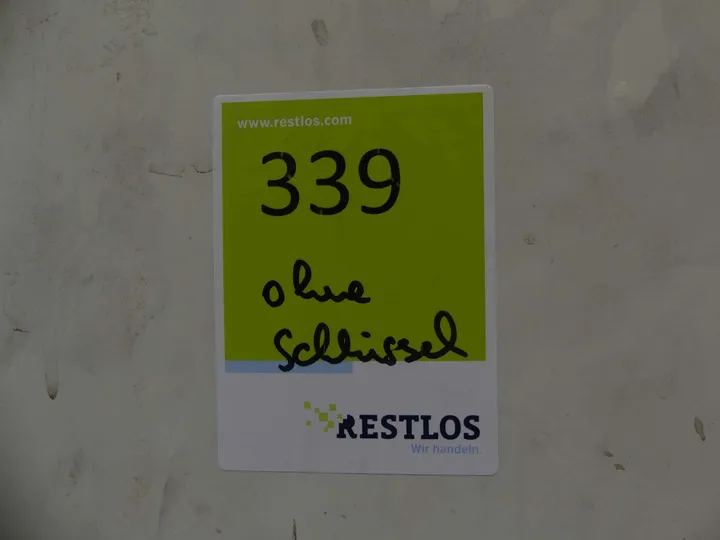 www.restlos.com
339
ohne
Schlüssel
RESTLOS
Wir handeln.